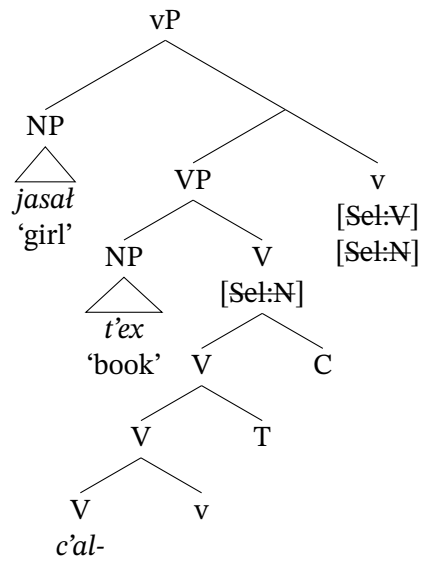 vP
NP
jasał
‘girl’
VP
v
[Sel:V]
[Sel:N]
NP
V
[Sel:N]
t’ex
‘book’
V
C
V
T
V
v
c’al-